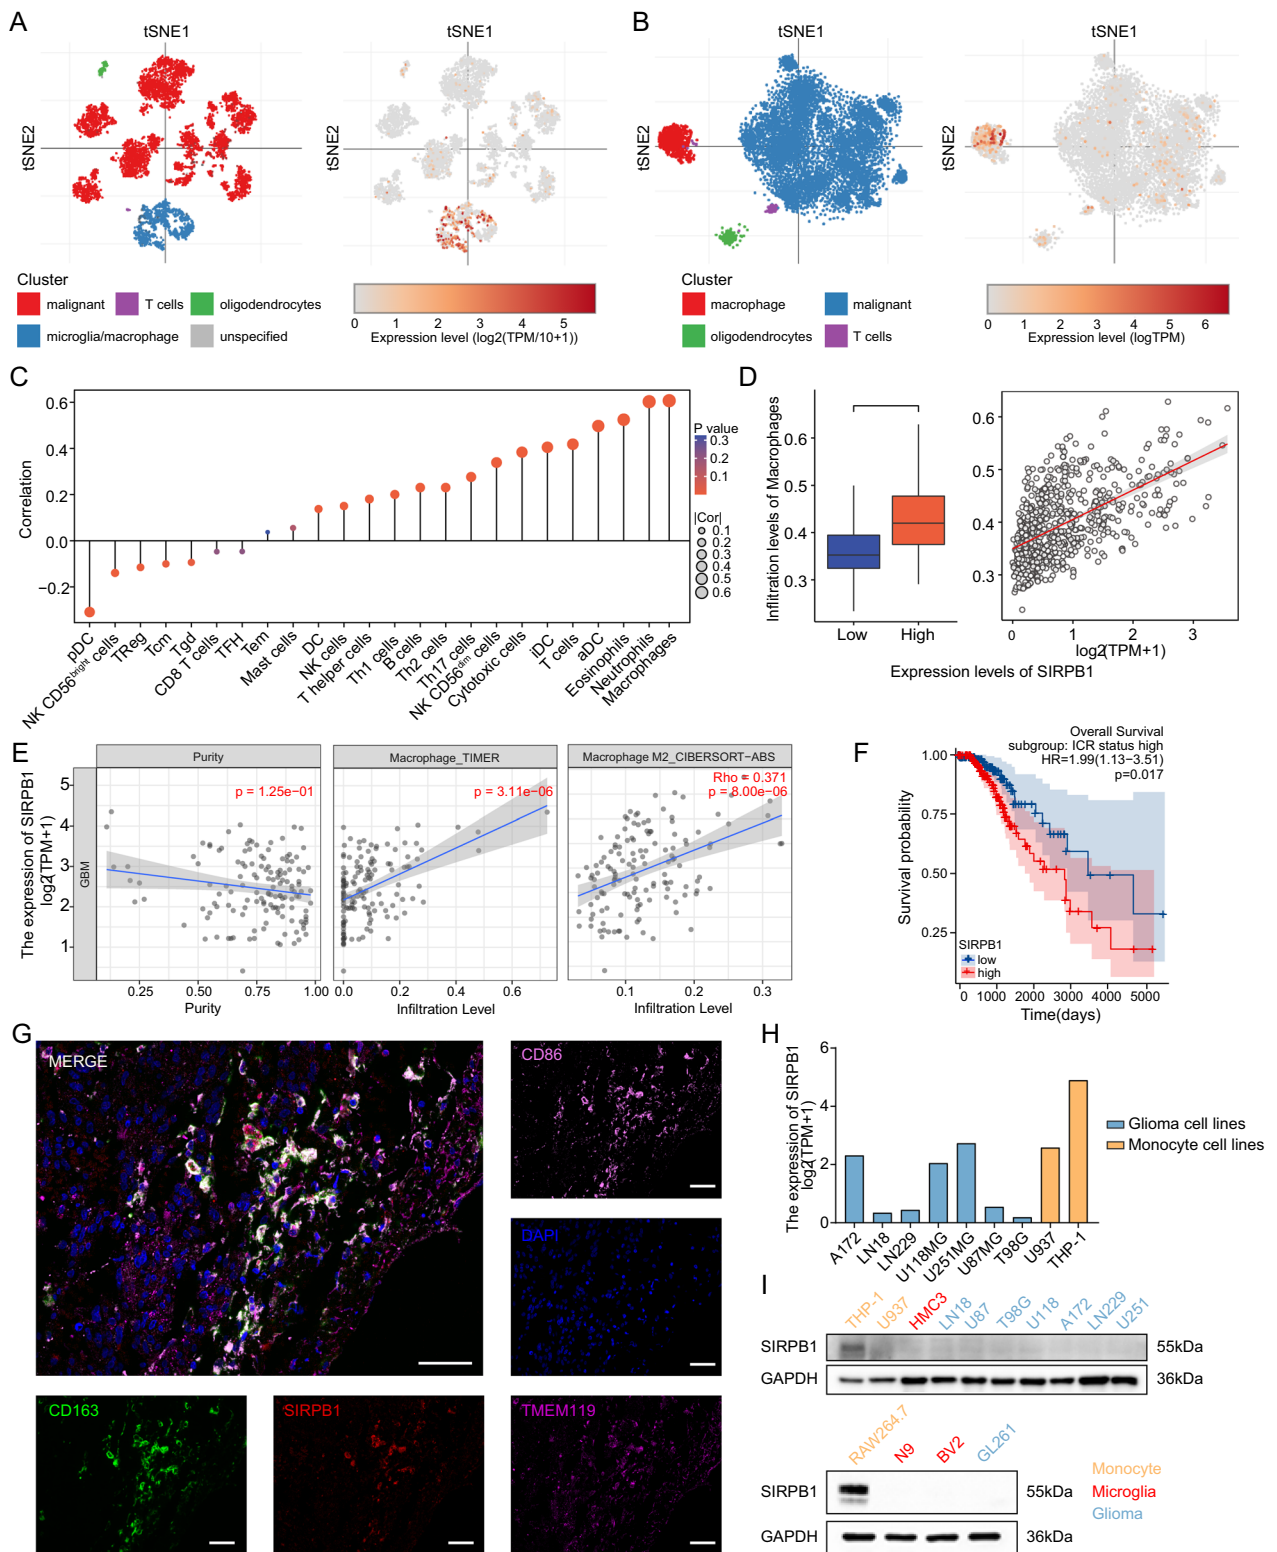 A
tSNE1
tSNE2
tSNE1
tSNE2
Cluster
malignant
T cells
oligodendrocytes
microglia/macrophage
unspecified
0 1 2 3 4 5
Expression level (log2(TPM/10+1))
B
tSNE1
tSNE2
tSNE1
tSNE2
Cluster
macrophage
malignant
oligodendrocytes
T cells
0 1 2 3 4 5 6
Expression level (logTPM)
C
Correlation
0.6
0.4
0.2
0.0
−0.2
pDC
NK CD56bright cells
TReg
Tcm
Tgd
CD8 T cells
TFH
Tem
Mast cells
DC
NK cells
T helper cells
Th1 cells
B cells
Th2 cells
Th17 cells
NK CD56dim cells
Cytotoxic cells
iDC
T cells
aDC
Eosinophils
Neutrophils
Macrophages
P value
0.3
0.2
0.1
|Cor|
0.1
0.2
0.3
0.4
0.5
0.6
D
Inflitration levels of Macrophages
0.6
0.5
0.4
0.3
Low High
0.6
0.5
0.4
0.3
0 1 2 3
log2(TPM+1)
Expression levels of SIRPB1
E
The expression of SIRPB1
log2(TPM+1)
5
4
3
2
1
GBM
Purity
p = 1.25e−01
0.25 0.50 0.75 1.00
Purity
Macrophage_TIMER
p = 3.11e−06
0.0 0.2 0.4 0.6
Infiltration Level
Macrophage M2_CIBERSORT−ABS
Rho = 0.371
p = 8.00e−06
0.1 0.2 0.3
Infiltration Level
F
Overall Survival
subgroup: ICR status high
HR=1.99(1.13−3.51)
p=0.017
Survival probability
1.00
0.75
0.50
0.25
SIRPB1
low
high
0 1000 2000 3000 4000 5000
Time(days)
G
MERGE
CD86
DAPI
CD163
SIRPB1
TMEM119
H
The expression of SIRPB1
log2(TPM+1)
6
4
2
0
A172
LN18
LN229
U118MG
U251MG
U87MG
T98G
U937
THP-1
Glioma cell lines
Monocyte cell lines
I
THP-1
U937
HMC3
LN18
U87
T98G
U118
A172
LN229
U251
SIRPB1 55kDa
GAPDH 36kDa
RAW264.7
N9
BV2
GL261
SIRPB1 55kDa
GAPDH 36kDa
Monocyte
Microglia
Glioma